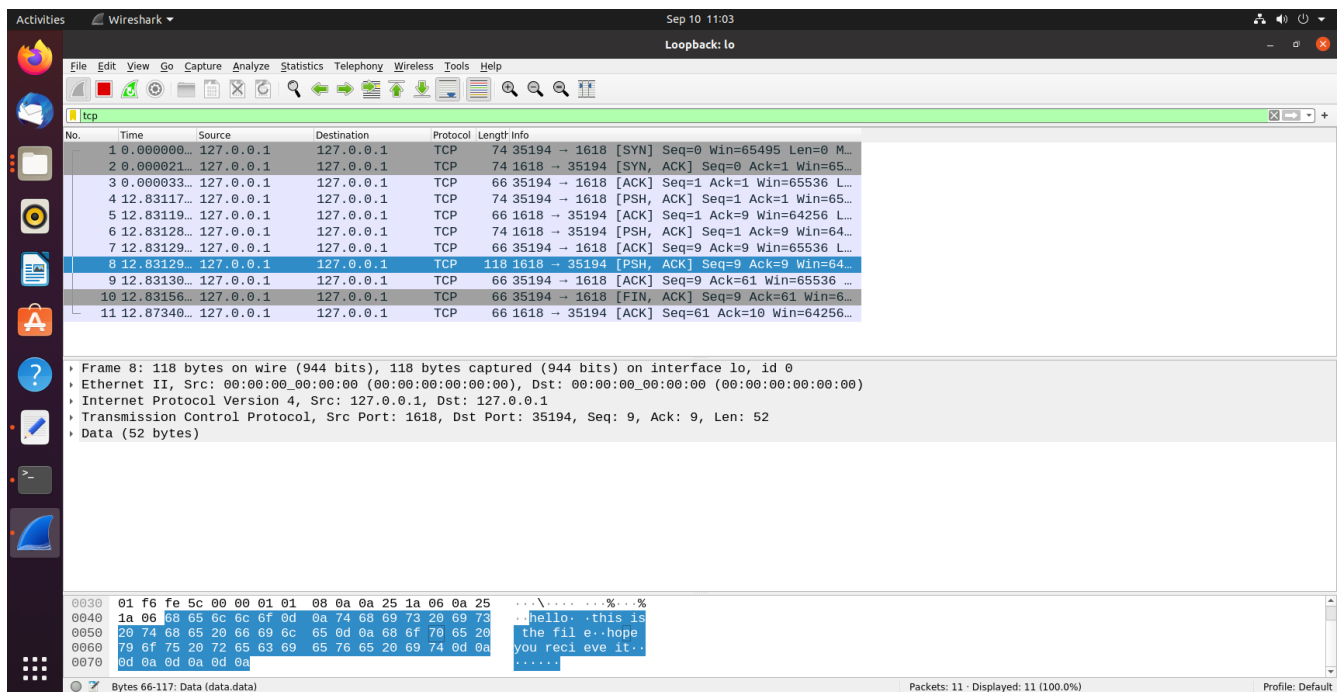 Activities Wireshark Sep 10 11:03
Loopback: lo
File Edit View Go Capture Analyze Statistics Telephony Wireless Tools Help
tcp
No. Time Source Destination Protocol Length Info
1 0.000000… 127.0.0.1 127.0.0.1 TCP 74 35194 → 1618 [SYN] Seq=0 Win=65495 Len=0 M…
2 0.000021… 127.0.0.1 127.0.0.1 TCP 74 1618 → 35194 [SYN, ACK] Seq=0 Ack=1 Win=65…
3 0.000033… 127.0.0.1 127.0.0.1 TCP 66 35194 → 1618 [ACK] Seq=1 Ack=1 Win=65536 L…
4 12.83117… 127.0.0.1 127.0.0.1 TCP 74 35194 → 1618 [PSH, ACK] Seq=1 Ack=1 Win=65…
5 12.83119… 127.0.0.1 127.0.0.1 TCP 66 1618 → 35194 [ACK] Seq=1 Ack=9 Win=64256 L…
6 12.83128… 127.0.0.1 127.0.0.1 TCP 74 1618 → 35194 [PSH, ACK] Seq=1 Ack=9 Win=64…
7 12.83129… 127.0.0.1 127.0.0.1 TCP 66 35194 → 1618 [ACK] Seq=9 Ack=9 Win=65536 L…
8 12.83129… 127.0.0.1 127.0.0.1 TCP 118 1618 → 35194 [PSH, ACK] Seq=9 Ack=9 Win=64…
9 12.83130… 127.0.0.1 127.0.0.1 TCP 66 35194 → 1618 [ACK] Seq=9 Ack=61 Win=65536 …
10 12.83156… 127.0.0.1 127.0.0.1 TCP 66 35194 → 1618 [FIN, ACK] Seq=9 Ack=61 Win=6…
11 12.87340… 127.0.0.1 127.0.0.1 TCP 66 1618 → 35194 [ACK] Seq=61 Ack=10 Win=64256…
Frame 8: 118 bytes on wire (944 bits), 118 bytes captured (944 bits) on interface lo, id 0
Ethernet II, Src: 00:00:00_00:00:00 (00:00:00:00:00:00), Dst: 00:00:00_00:00:00 (00:00:00:00:00:00)
Internet Protocol Version 4, Src: 127.0.0.1, Dst: 127.0.0.1
Transmission Control Protocol, Src Port: 1618, Dst Port: 35194, Seq: 9, Ack: 9, Len: 52
Data (52 bytes)
0030 01 f6 fe 5c 00 00 01 01 08 0a 0a 25 1a 06 0a 25 ···\···· ···%···%
0040 1a 06 68 65 6c 6c 6f 0d 0a 74 68 69 73 20 69 73 ··hello· ·this is
0050 20 74 68 65 20 66 69 6c 65 0d 0a 68 6f 70 65 20 the fil e··hope
0060 79 6f 75 20 72 65 63 69 65 76 65 20 69 74 0d 0a you reci eve it··
0070 0d 0a 0d 0a 0d 0a ······
Bytes 66-117: Data (data.data) Packets: 11 · Displayed: 11 (100.0%) Profile: Default